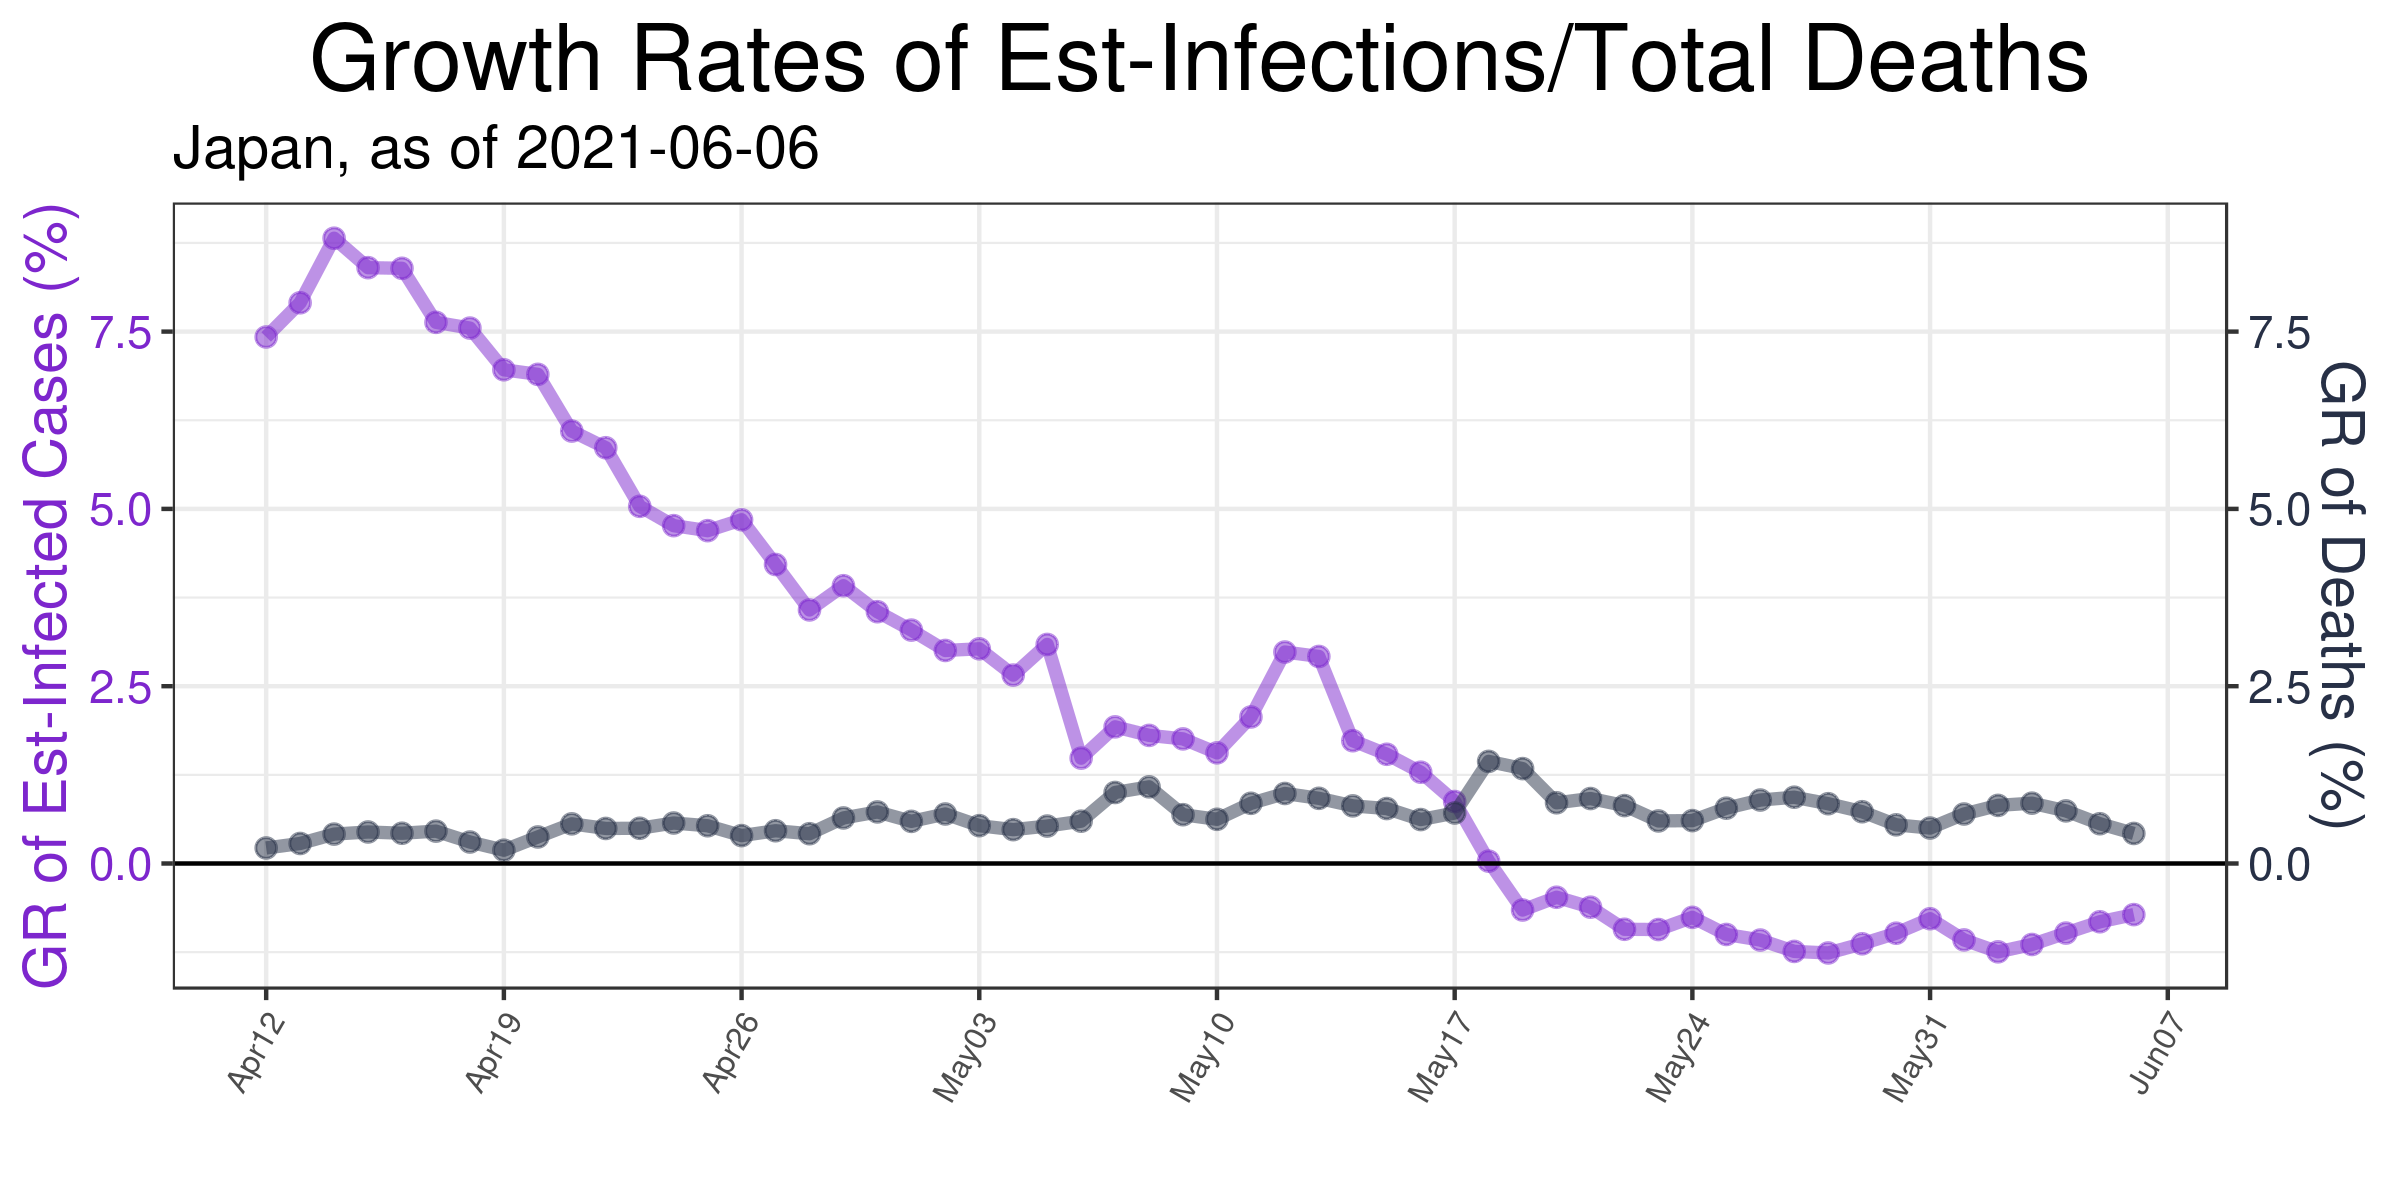 Growth Rates of Est-Infections/Total Deaths
Japan, as of 2021-06-06
GR of Est-Infected Cases (%)
7.5
5.0
2.5
0.0
7.5
5.0
2.5
0.0
GR of Deaths (%)
Apr12
Apr19
Apr26
May03
May10
May17
May24
May31
Jun07